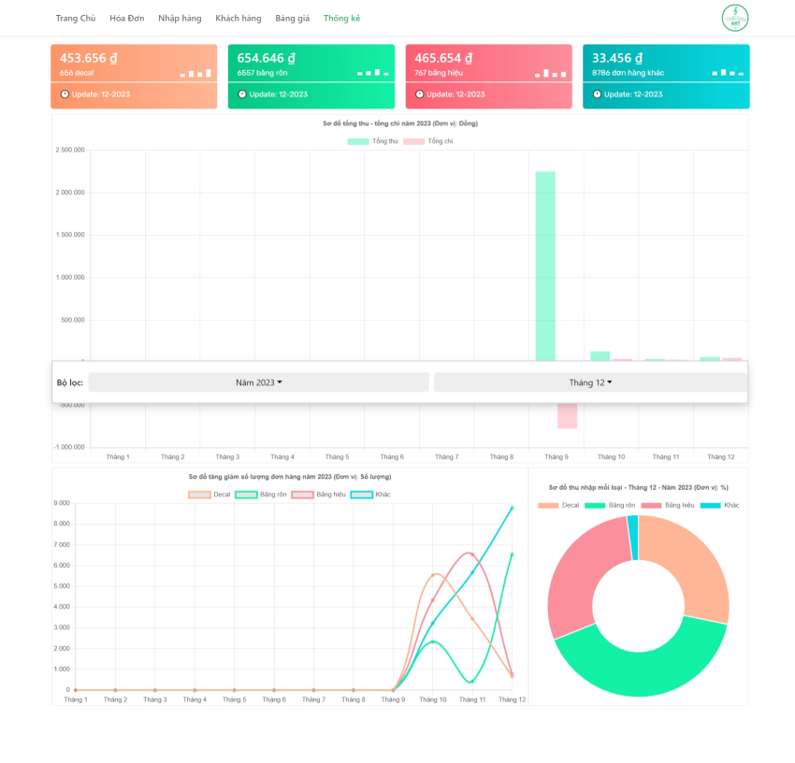 Trang Chủ Hóa Đơn Nhập hàng Khách hàng Bảng giá Thống kê
453.656 ₫
656 decal
Update: 12-2023
654.646 ₫
6557 băng rôn
Update: 12-2023
465.654 ₫
767 bảng hiệu
Update: 12-2023
33.456 ₫
8786 đơn hàng khác
Update: 12-2023
Sơ đồ tổng thu - tổng chi năm 2023 (Đơn vị: Đồng)
Tổng thu Tổng chi
2.500.000
2.000.000
1.500.000
1.000.000
500.000
Bộ lọc: Năm 2023 Tháng 12
-500.000
-1.000.000
Tháng 1 Tháng 2 Tháng 3 Tháng 4 Tháng 5 Tháng 6 Tháng 7 Tháng 8 Tháng 9 Tháng 10 Tháng 11 Tháng 12
Sơ đồ tăng giảm số lượng đơn hàng năm 2023 (Đơn vị: Số lượng)
Decal Băng rôn Bảng hiệu Khác
9.000
8.000
7.000
6.000
5.000
4.000
3.000
2.000
1.000
0
Tháng 1 Tháng 2 Tháng 3 Tháng 4 Tháng 5 Tháng 6 Tháng 7 Tháng 8 Tháng 9 Tháng 10 Tháng 11 Tháng 12
Sơ đồ thu nhập mỗi loại - Tháng 12 - Năm 2023 (Đơn vị: %)
Decal Băng rôn Bảng hiệu Khác